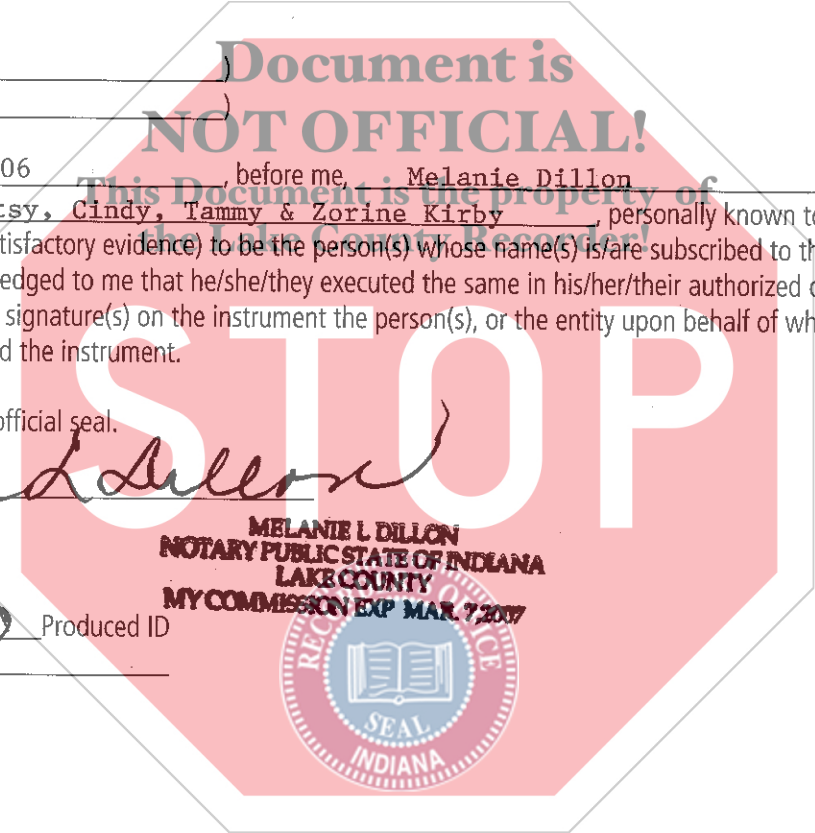 )
)
Document is
NOT OFFICIAL!
This Document is the property of
the Lake County Recorder!
STOP
06, before me, Melanie Dillon
tsy, Cindy, Tammy & Zorine Kirby, personally known to
tisfactory evidence) to be the person(s) whose name(s) is/are subscribed to th
edged to me that he/she/they executed the same in his/her/their authorized c
signature(s) on the instrument the person(s), or the entity upon behalf of wh
d the instrument.
official seal.
L Dillon
MELANIE L DILLON
NOTARY PUBLIC STATE OF INDIANA
LAKE COUNTY
MY COMMISSION EXP MAR. 7,2007
Produced ID
RECORDER'S OFFICE
SEAL
INDIANA